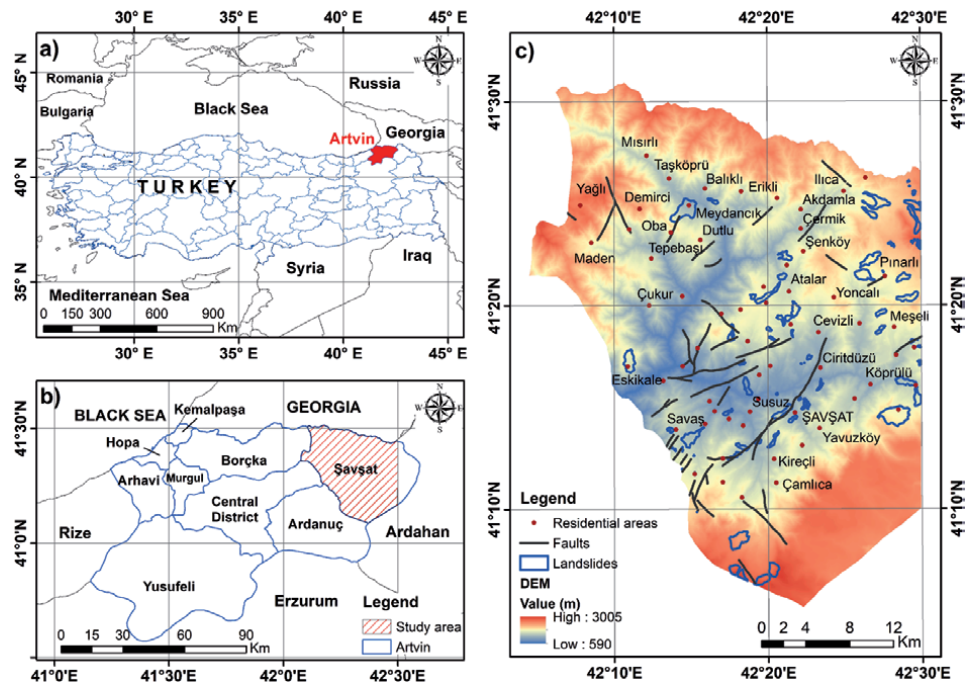 30°E
35°E
40°E
45°E
a)
N
W E
S
45°N
Romania
Russia
Bulgaria
Black Sea
Artvin
Georgia
40°N
TURKEY
Syria
Iraq
35°N
Mediterranean Sea
0 150 300 600 900
Km
30°E
35°E
40°E
45°E
b)
BLACK SEA
Kemalpaşa
GEORGIA
N
W E
S
41°30'N
Hopa
Borçka
Şavşat
Arhavi
Murgul
Central
District
Ardanuç
Rize
Ardahan
41°0'N
Yusufeli
Erzurum
Legend
Study area
Artvin
0 30 60 90
15
Km
41°0'E
41°30'E
42°0'E
42°30'E
c)
42°10'E
42°20'E
42°30'E
N
W E
S
41°30'N
41°30'N
Mısırlı
Taşköprü
Balıklı
Erikli
Ilıca
Yağlı
Demirci
Akdamla
Meydancık
Çermik
Oba
Dutlu
Şenköy
Tepebaşı
Maden
Pınarlı
Atalar
Yoncalı
Çukur
41°20'N
41°20'N
Meşeli
Cevizli
Ciritdüzü
Köprülü
Eskikale
Susuz
Savaş
ŞAVŞAT
Yavuzköy
Kireçli
Çamlıca
41°10'N
41°10'N
Legend
Residential areas
Faults
Landslides
DEM
Value (m)
High : 3005
Low : 590
0 2 4 8 12
Km
42°10'E
42°20'E
42°30'E